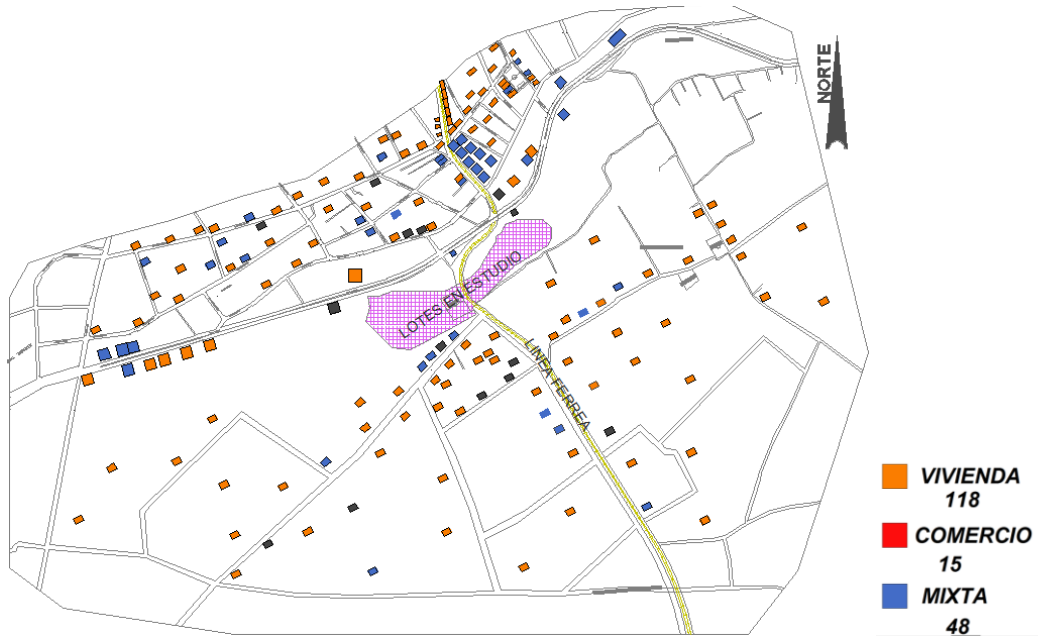 NORTE
LOTES EN ESTUDIO
LINEA FERREA
VIVIENDA
118
COMERCIO
15
MIXTA
48